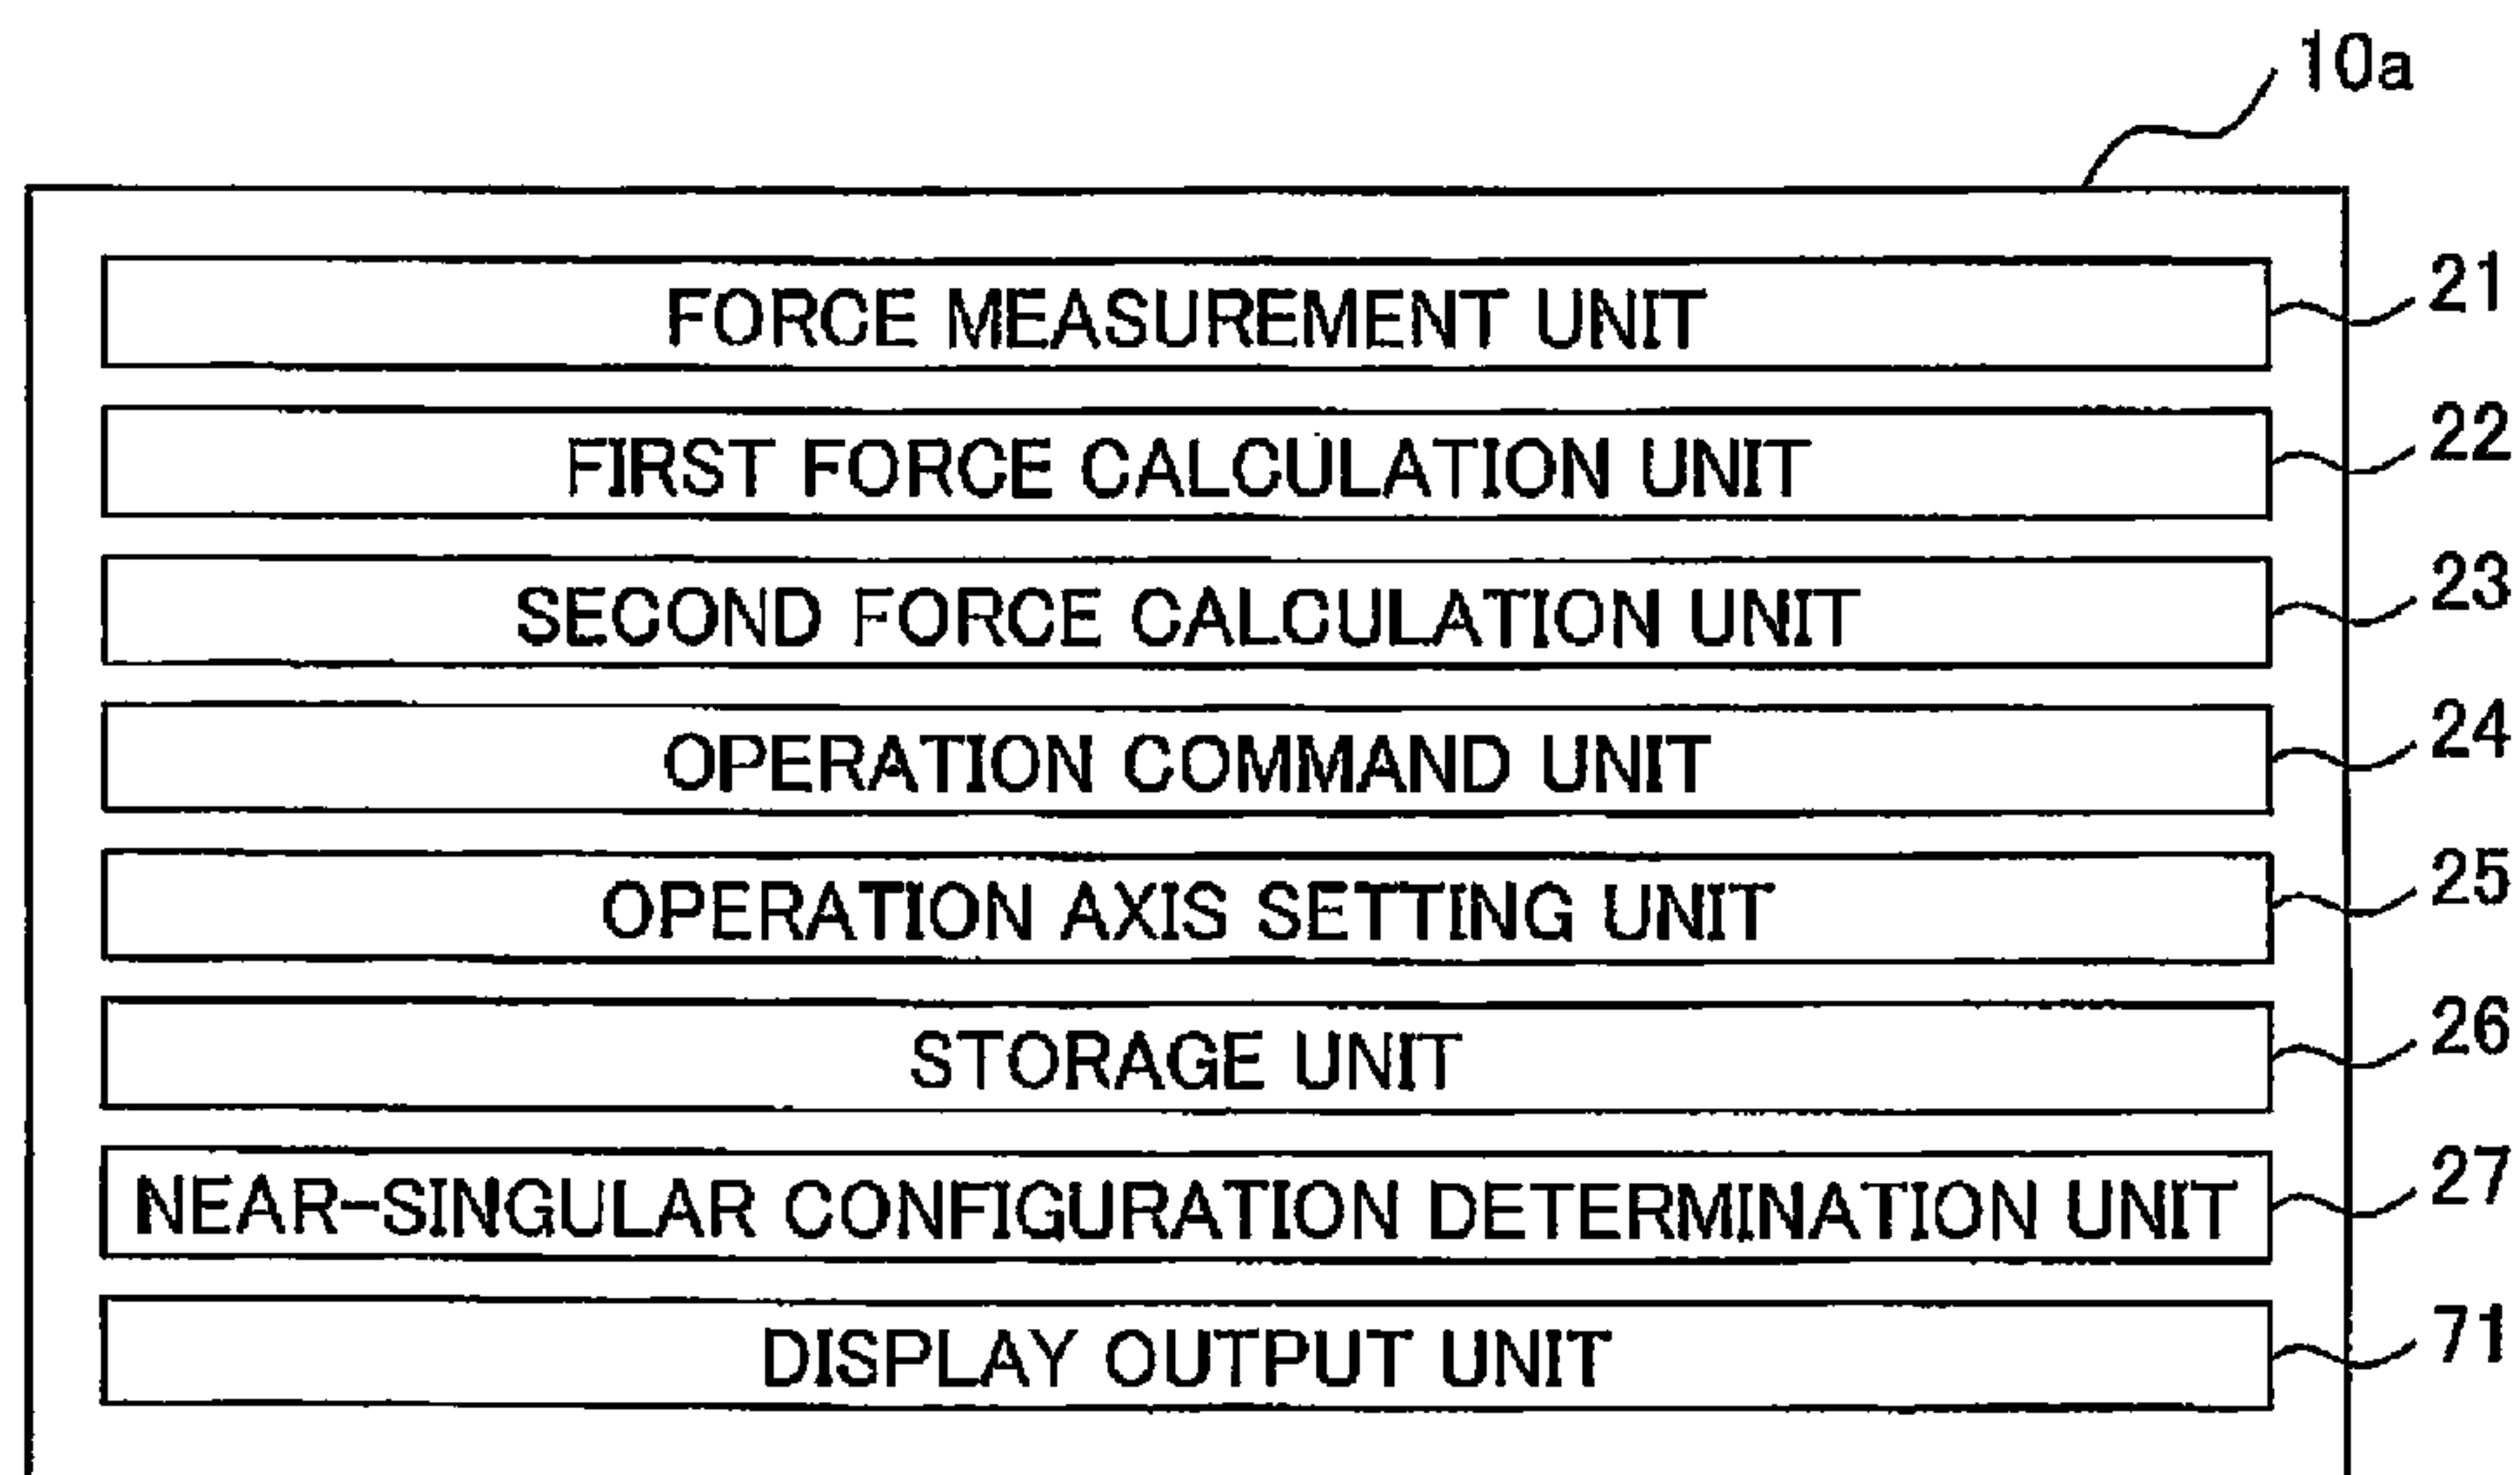 10a
FORCE MEASUREMENT UNIT 21
FIRST FORCE CALCULATION UNIT 22
SECOND FORCE CALCULATION UNIT 23
OPERATION COMMAND UNIT 24
OPERATION AXIS SETTING UNIT 25
STORAGE UNIT 26
NEAR-SINGULAR CONFIGURATION DETERMINATION UNIT 27
DISPLAY OUTPUT UNIT 71